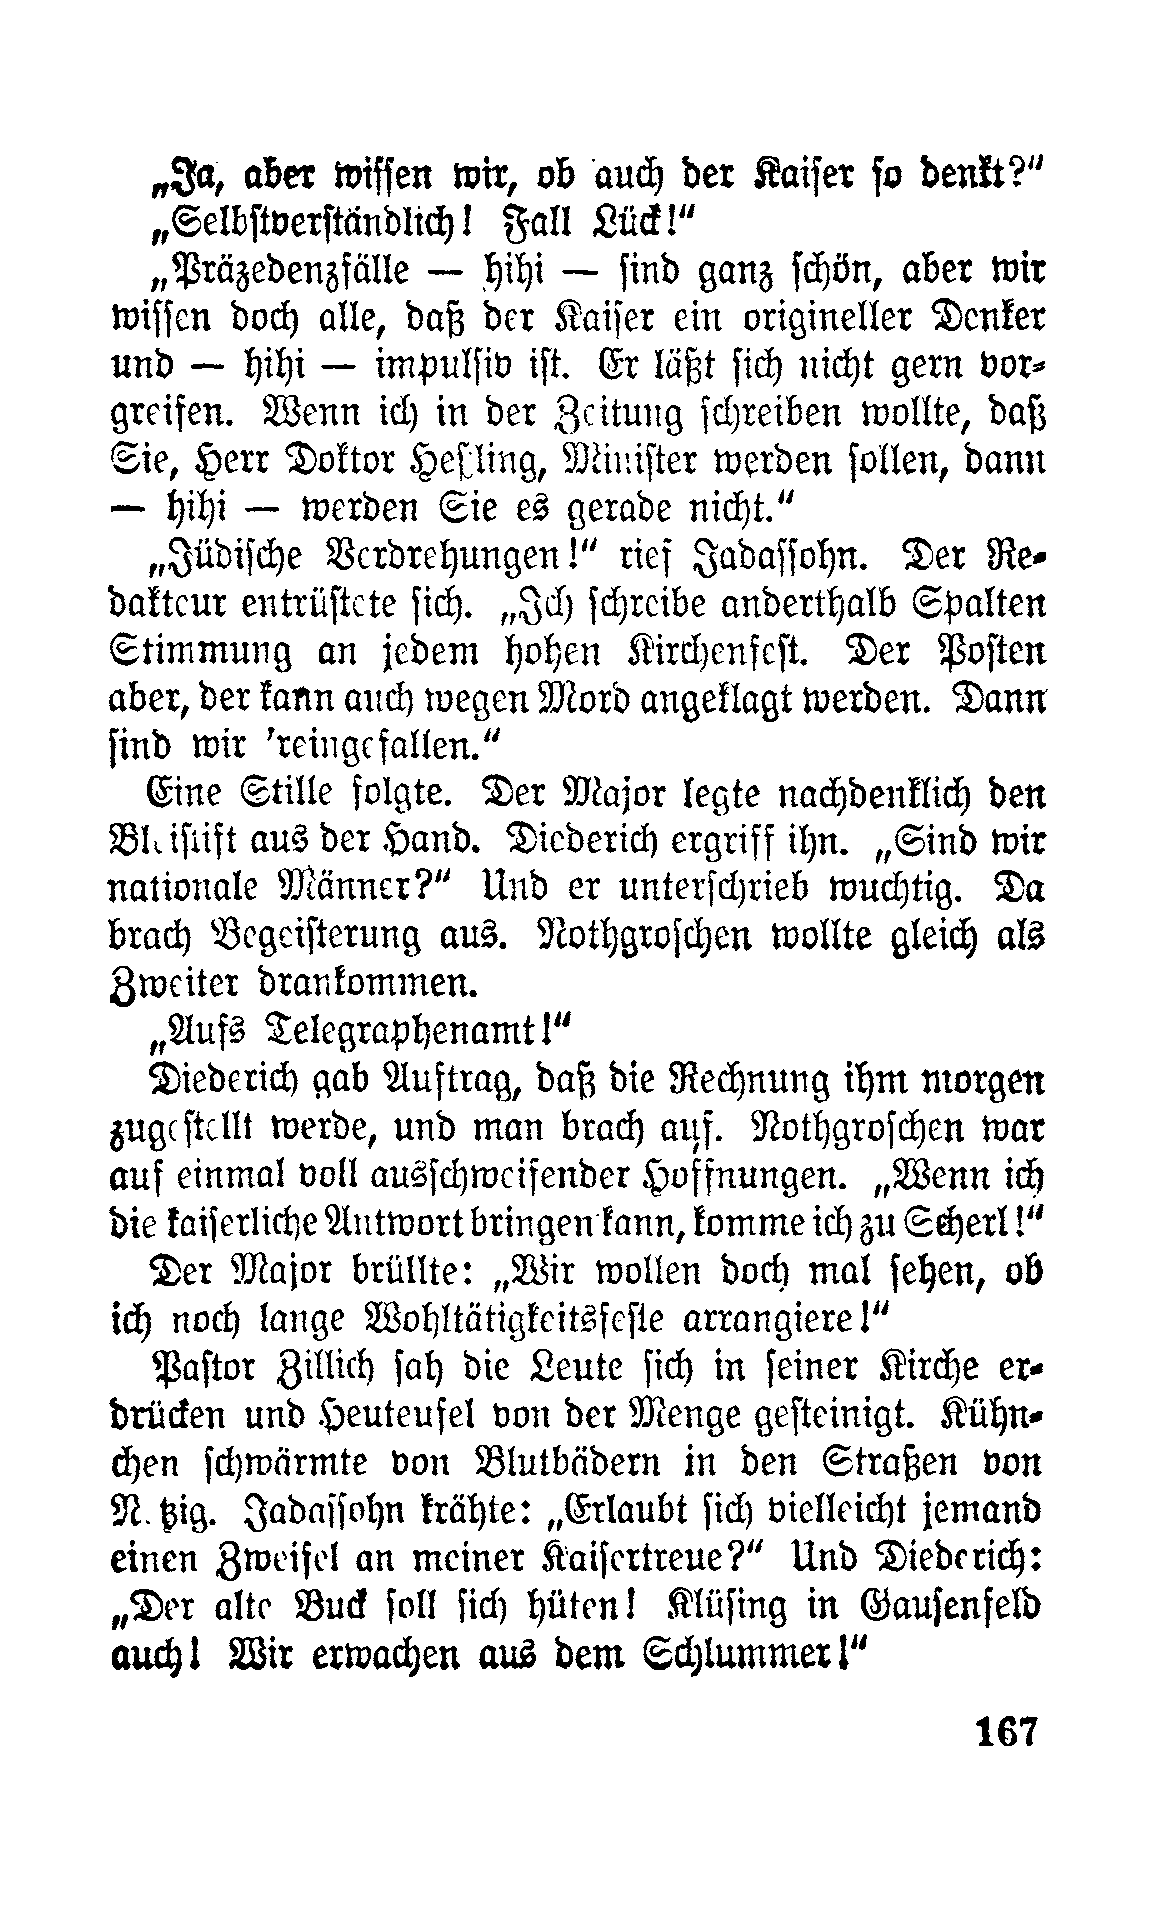 „Ja, aber wissen wir, ob auch der Kaiser so denkt?“
„Selbstverständlich! Fall Lück!“
„Präzedenzfälle — hihi — sind ganz schön, aber wir
wissen doch alle, daß der Kaiser ein origineller Denker
und — hihi — impulsiv ist. Er läßt sich nicht gern vor-
greifen. Wenn ich in der Zeitung schreiben wollte, daß
Sie, Herr Doktor Heßling, Minister werden sollen, dann
— hihi — werden Sie es gerade nicht.“
„Jüdische Verdrehungen!“ rief Jadassohn. Der Re-
dakteur entrüstete sich. „Ich schreibe anderthalb Spalten
Stimmung an jedem hohen Kirchenfest. Der Posten
aber, der kann auch wegen Mord angeklagt werden. Dann
sind wir 'reingefallen.“
Eine Stille folgte. Der Major legte nachdenklich den
Bleistift aus der Hand. Diederich ergriff ihn. „Sind wir
nationale Männer?“ Und er unterschrieb wuchtig. Da
brach Begeisterung aus. Nothgroschen wollte gleich als
Zweiter drankommen.
„Aufs Telegraphenamt!“
Diederich gab Auftrag, daß die Rechnung ihm morgen
zugestellt werde, und man brach auf. Nothgroschen war
auf einmal voll ausschweifender Hoffnungen. „Wenn ich
die kaiserliche Antwort bringen kann, komme ich zu Scherl!“
Der Major brüllte: „Wir wollen doch mal sehen, ob
ich noch lange Wohltätigkeitsfeste arrangiere!“
Pastor Zillich sah die Leute sich in seiner Kirche er-
drücken und Heuteufel von der Menge gesteinigt. Kühn-
chen schwärmte von Blutbädern in den Straßen von
Netzig. Jadassohn krähte: „Erlaubt sich vielleicht jemand
einen Zweifel an meiner Kaisertreue?“ Und Diederich:
„Der alte Buck soll sich hüten! Klüsing in Gausenfeld
auch! Wir erwachen aus dem Schlummer!“
167